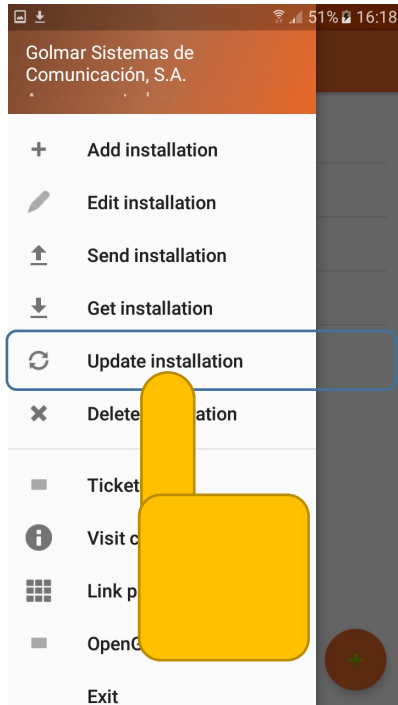 51% 16:18
Golmar Sistemas de
Comunicación, S.A.
Add installation
Edit installation
Send installation
Get installation
Update installation
Delete ation
Ticket
Visit c
Link p
Exit